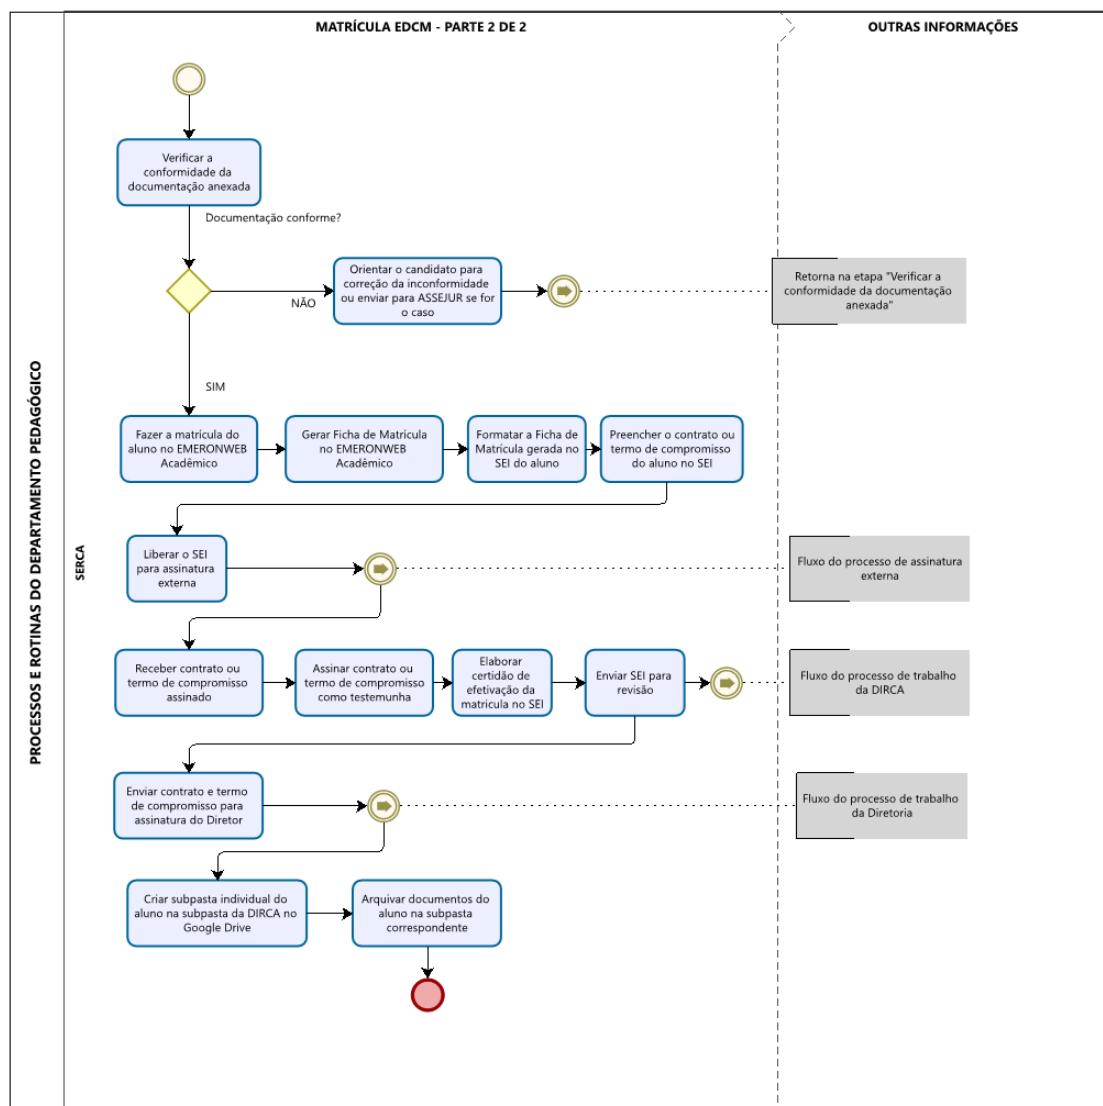 MATRÍCULA EDCM - PARTE 2 DE 2
OUTRAS INFORMAÇÕES
PROCESSOS E ROTINAS DO DEPARTAMENTO PEDAGÓGICO
SERCA
Verificar a
conformidade da
documentação anexada
Documentação conforme?
Orientar o candidato para
correção da inconformidade
ou enviar para ASSEJUR se for
o caso
NÃO
Retorna na etapa "Verificar a
conformidade da documentação
anexada"
SIM
Fazer a matrícula do
aluno no EMERONWEB
Acadêmico
Gerar Ficha de Matrícula
no EMERONWEB
Acadêmico
Formatar a Ficha de
Matrícula gerada no
SEI do aluno
Preencher o contrato ou
termo de compromisso
do aluno no SEI
Liberar o SEI
para assinatura
externa
Fluxo do processo de assinatura
externa
Receber contrato ou
termo de compromisso
assinado
Assinar contrato ou
termo de compromisso
como testemunha
Elaborar
certidão de
efetivação da
matricula no SEI
Enviar SEI para
revisão
Fluxo do processo de trabalho
da DIRCA
Enviar contrato e termo
de compromisso para
assinatura do Diretor
Fluxo do processo de trabalho
da Diretoria
Criar subpasta individual do
aluno na subpasta da DIRCA no
Google Drive
Arquivar documentos do
aluno na subpasta
correspondente